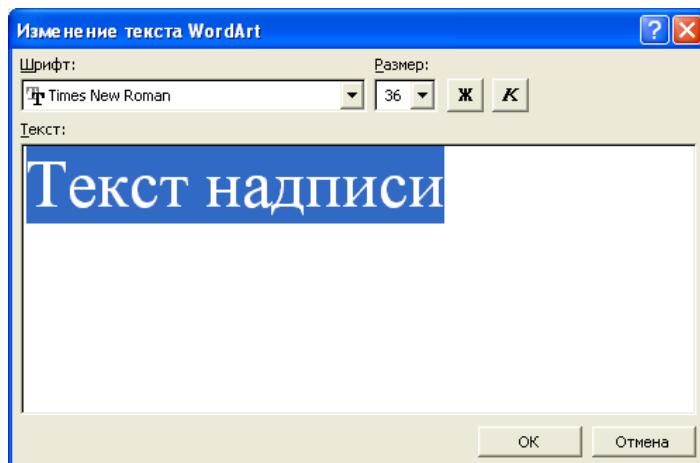 Изменение текста WordArt
Шрифт: Размер:
Times New Roman 36 Ж К
Текст:
Текст надписи
ОК Отмена